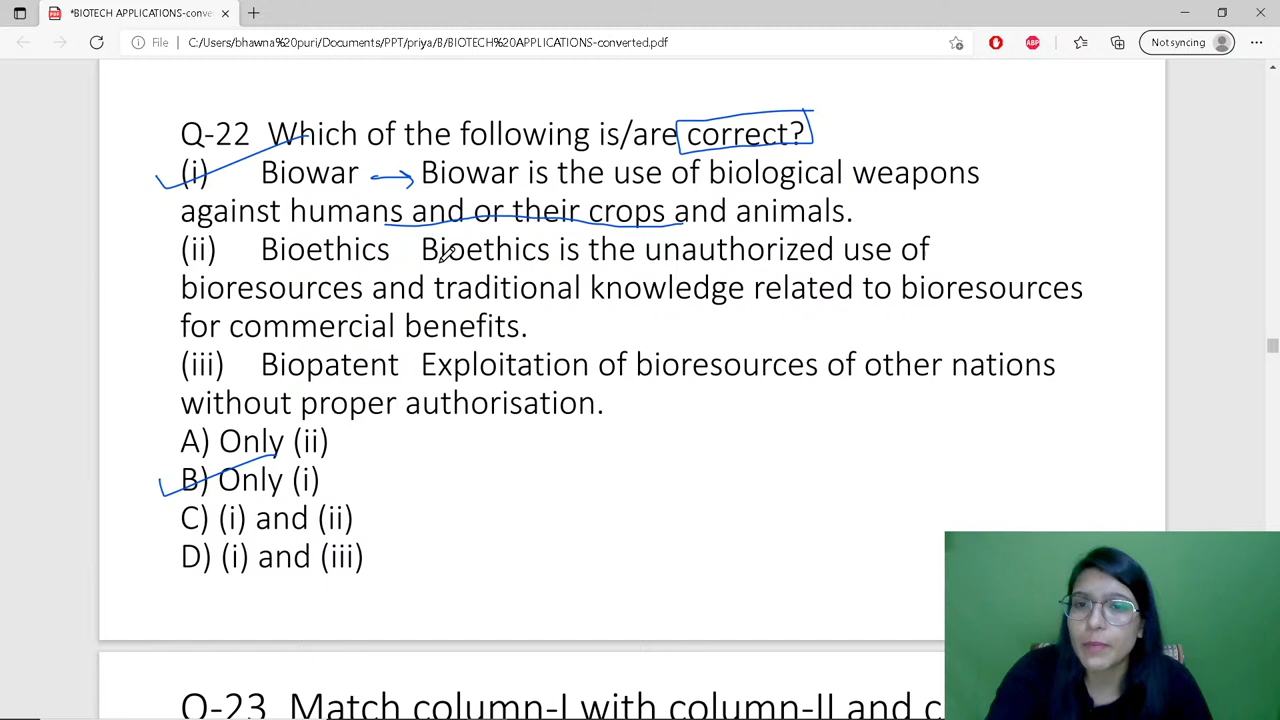 *BIOTECH APPLICATIONS-conve
File C:/Users/bhawna%20puri/Documents/PPT/priya/B/BIOTECH%20APPLICATIONS-converted.pdf
ABP
Not syncing
Q-22 Which of the following is/are correct?
(i) Biowar Biowar is the use of biological weapons
against humans and or their crops and animals.
(ii) Bioethics Bioethics is the unauthorized use of
bioresources and traditional knowledge related to bioresources
for commercial benefits.
(iii) Biopatent Exploitation of bioresources of other nations
without proper authorisation.
A) Only (ii)
B) Only (i)
C) (i) and (ii)
D) (i) and (iii)
Q-23 Match column-I with column-II and c